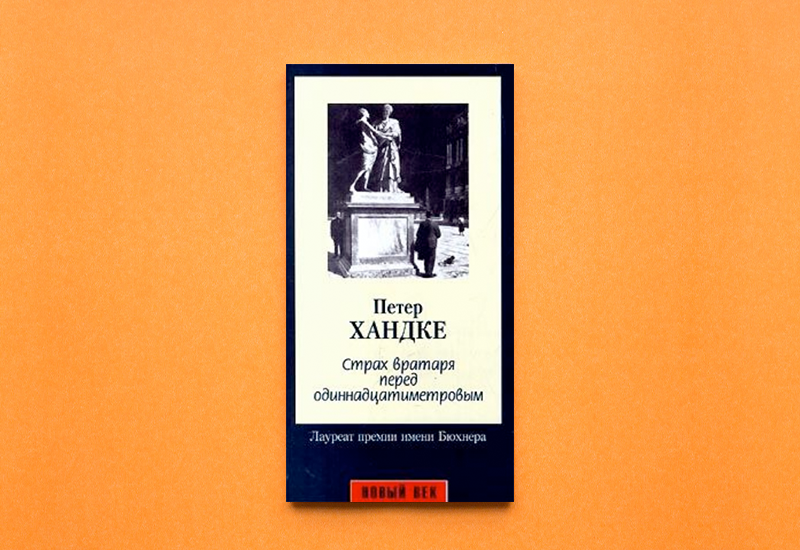 Петер
ХАНДКЕ
Страх вратаря
перед
одиннадцатиметровым
Лауреат премии имени Бюхнера
НОВЫЙ ВЕК